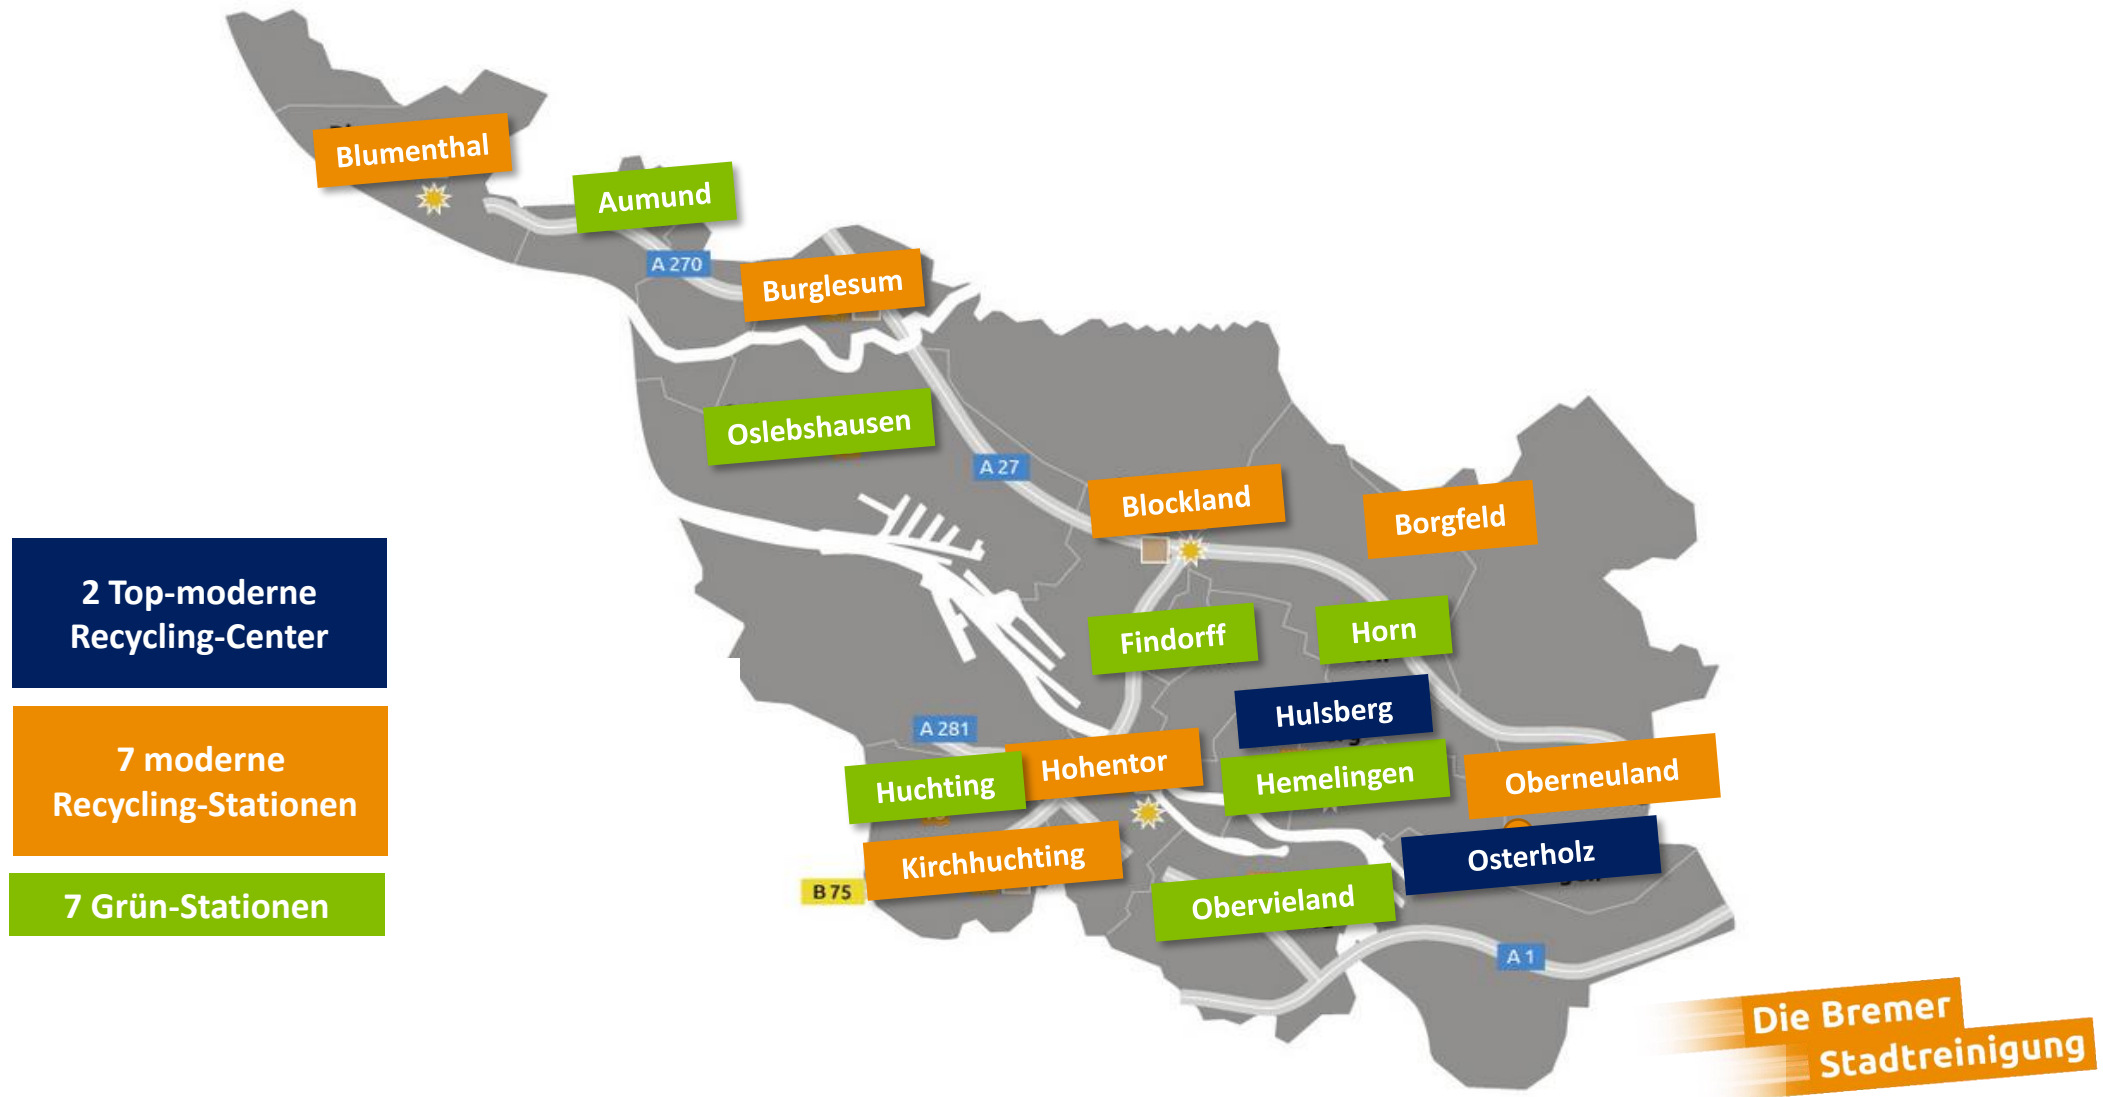 Blumenthal
Aumund
A 270
Burglesum
Oslebshausen
A 27
Blockland
Borgfeld
2 Top-moderne
Recycling-Center
Findorff
Horn
Hulsberg
7 moderne
Recycling-Stationen
A 281
Hohentor
Huchting
Hemelingen
Oberneuland
Kirchhuchting
Osterholz
B 75
Obervieland
7 Grün-Stationen
A 1
Die Bremer
Stadtreinigung